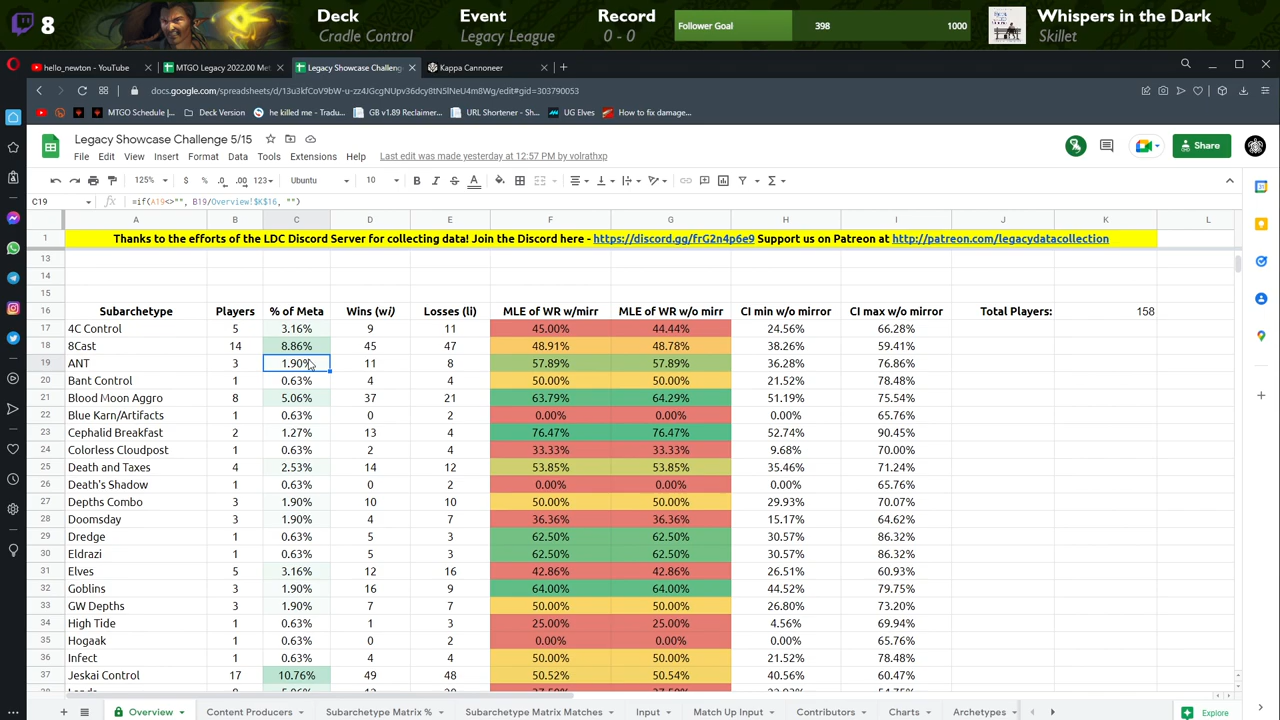 8
Deck
Cradle Control
Event
Legacy League
Record
0 - 0
Follower Goal 398 1000
Whispers in the Dark
Skillet
hello_newton - YouTube
MTGO Legacy 2022.00 Met
Legacy Showcase Challeng
Kappa Cannoneer
docs.google.com/spreadsheets/d/13u3kfCoV9bW-u-zz4JGcgNUpv36dcy8tN5lNeU4m8Wg/edit#gid=303790053
MTGO Schedule |... Deck Version he killed me - Tradu... GB v1.89 Reclaimer... URL Shortener - Sh... UG Elves How to fix damage...
Legacy Showcase Challenge 5/15
File Edit View Insert Format Data Tools Extensions Help Last edit was made yesterday at 12:57 PM by volrathxp
Share
125% $ % .0 .00 123 Ubuntu 10 B I S A
C19 fx =if(A19<>"", B19/Overview!$K$16, "")
A B C D E F G H I J K L
1 Thanks to the efforts of the LDC Discord Server for collecting data! Join the Discord here - https://discord.gg/frG2n4p6e9 Support us on Patreon at http://patreon.com/legacydatacollection
13
14
15
16 Subarchetype Players % of Meta Wins (wi) Losses (li) MLE of WR w/mirr MLE of WR w/o mirr CI min w/o mirror CI max w/o mirror Total Players: 158
17 4C Control 5 3.16% 9 11 45.00% 44.44% 24.56% 66.28%
18 8Cast 14 8.86% 45 47 48.91% 48.78% 38.26% 59.41%
19 ANT 3 1.90% 11 8 57.89% 57.89% 36.28% 76.86%
20 Bant Control 1 0.63% 4 4 50.00% 50.00% 21.52% 78.48%
21 Blood Moon Aggro 8 5.06% 37 21 63.79% 64.29% 51.19% 75.54%
22 Blue Karn/Artifacts 1 0.63% 0 2 0.00% 0.00% 0.00% 65.76%
23 Cephalid Breakfast 2 1.27% 13 4 76.47% 76.47% 52.74% 90.45%
24 Colorless Cloudpost 1 0.63% 2 4 33.33% 33.33% 9.68% 70.00%
25 Death and Taxes 4 2.53% 14 12 53.85% 53.85% 35.46% 71.24%
26 Death's Shadow 1 0.63% 0 2 0.00% 0.00% 0.00% 65.76%
27 Depths Combo 3 1.90% 10 10 50.00% 50.00% 29.93% 70.07%
28 Doomsday 3 1.90% 4 7 36.36% 36.36% 15.17% 64.62%
29 Dredge 1 0.63% 5 3 62.50% 62.50% 30.57% 86.32%
30 Eldrazi 1 0.63% 5 3 62.50% 62.50% 30.57% 86.32%
31 Elves 5 3.16% 12 16 42.86% 42.86% 26.51% 60.93%
32 Goblins 3 1.90% 16 9 64.00% 64.00% 44.52% 79.75%
33 GW Depths 3 1.90% 7 7 50.00% 50.00% 26.80% 73.20%
34 High Tide 1 0.63% 1 3 25.00% 25.00% 4.56% 69.94%
35 Hogaak 1 0.63% 0 2 0.00% 0.00% 0.00% 65.76%
36 Infect 1 0.63% 4 4 50.00% 50.00% 21.52% 78.48%
37 Jeskai Control 17 10.76% 49 48 50.52% 50.54% 40.56% 60.47%
Overview Content Producers Subarchetype Matrix % Subarchetype Matrix Matches Input Match Up Input Contributors Charts Archetypes Explore